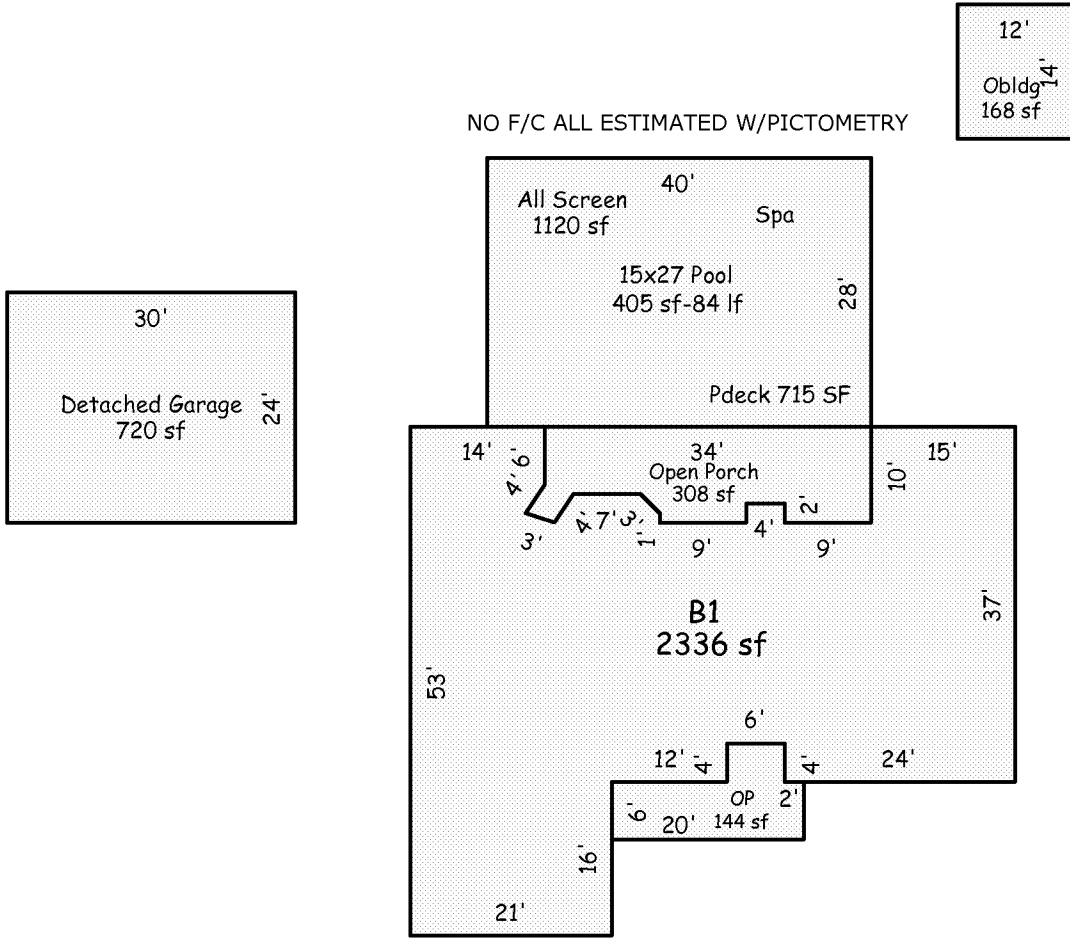 12'
14'
Obldg
168 sf
NO F/C ALL ESTIMATED W/PICTOMETRY
40'
All Screen
1120 sf
Spa
15x27 Pool
405 sf-84 lf
28'
Pdeck 715 SF
30'
Detached Garage
720 sf
24'
14'
6'
4'
3'
4'
7'
3'
1'
34'
Open Porch
308 sf
9'
4'
2'
9'
10'
15'
B1
2336 sf
37'
53'
6'
12'
4'
4'
24'
6'
20'
OP
144 sf
2'
16'
21'